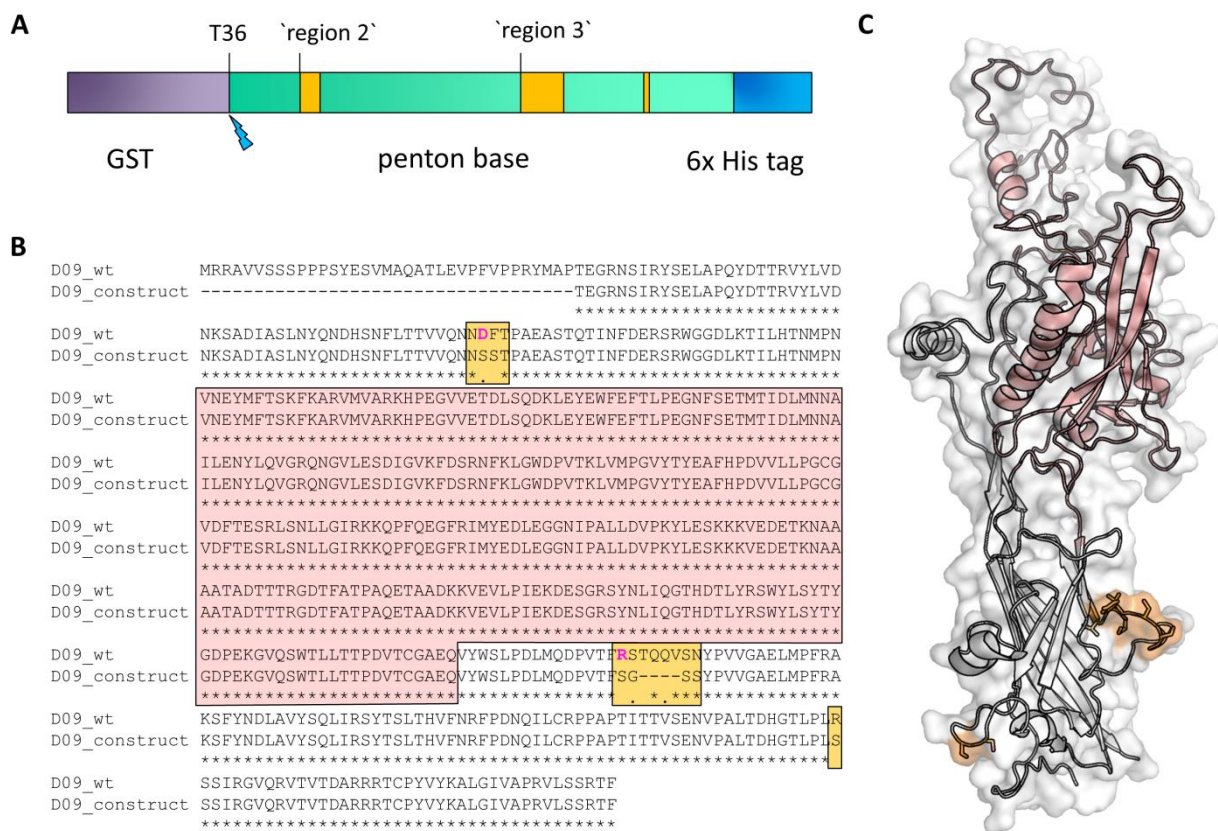 A
T36
`region 2`
`region 3`
GST
penton base
6x His tag
B
D09_wt MRRAVVSSSPPPSYESVMAQATLEVPFVPPRYMAPTEGRNSIRYSELAPQYDTTRVYLVD
D09_construct -----------------------------------TEGRNSIRYSELAPQYDTTRVYLVD
*************************
D09_wt NKSADIASLNYQNDHSNFLTTVVQNNDFTPAEASTQTINFDERSRWGGDLKTILHTNMPN
D09_construct NKSADIASLNYQNDHSNFLTTVVQNNSSTPAEASTQTINFDERSRWGGDLKTILHTNMPN
**************************. *******************************
D09_wt VNEYMFTSKFKARVMVARKHPEGVVETDLSQDKLEYEWFEFTLPEGNFSETMTIDLMNNA
D09_construct VNEYMFTSKFKARVMVARKHPEGVVETDLSQDKLEYEWFEFTLPEGNFSETMTIDLMNNA
************************************************************
D09_wt ILENYLQVGRQNGVLESDIGVKFDSRNFKLGWDPVTKLVMPGVYTYEAFHPDVVLLPGCG
D09_construct ILENYLQVGRQNGVLESDIGVKFDSRNFKLGWDPVTKLVMPGVYTYEAFHPDVVLLPGCG
************************************************************
D09_wt VDFTESRLSNLLGIRKKQPFQEGFRIMYEDLEGGNIPALLDVPKYLESKKKVEDETKNAA
D09_construct VDFTESRLSNLLGIRKKQPFQEGFRIMYEDLEGGNIPALLDVPKYLESKKKVEDETKNAA
************************************************************
D09_wt AATADTTTRGDTFATPAQETAADKKVEVLPIEKDESGRSYNLIQGTHDTLYRSWYLSYTY
D09_construct AATADTTTRGDTFATPAQETAADKKVEVLPIEKDESGRSYNLIQGTHDTLYRSWYLSYTY
************************************************************
D09_wt GDPEKGVQSWTLLTTPDVTCGAEQVYWSLPDLMQDPVTFRSTQQVSNYPVVGAELMPFRA
D09_construct GDPEKGVQSWTLLTTPDVTCGAEQVYWSLPDLMQDPVTFSG----SSYPVVGAELMPFRA
*************************************** . *.*************
D09_wt KSFYNDLAVYSQLIRSYTSLTHVFNRFPDNQILCRPPAPTITTVSENVPALTDHGTLPLR
D09_construct KSFYNDLAVYSQLIRSYTSLTHVFNRFPDNQILCRPPAPTITTVSENVPALTDHGTLPLS
***********************************************************
D09_wt SSIRGVQRVTVTDARRRTCPYVYKALGIVAPRVLSSRTF
D09_construct SSIRGVQRVTVTDARRRTCPYVYKALGIVAPRVLSSRTF
***************************************
C